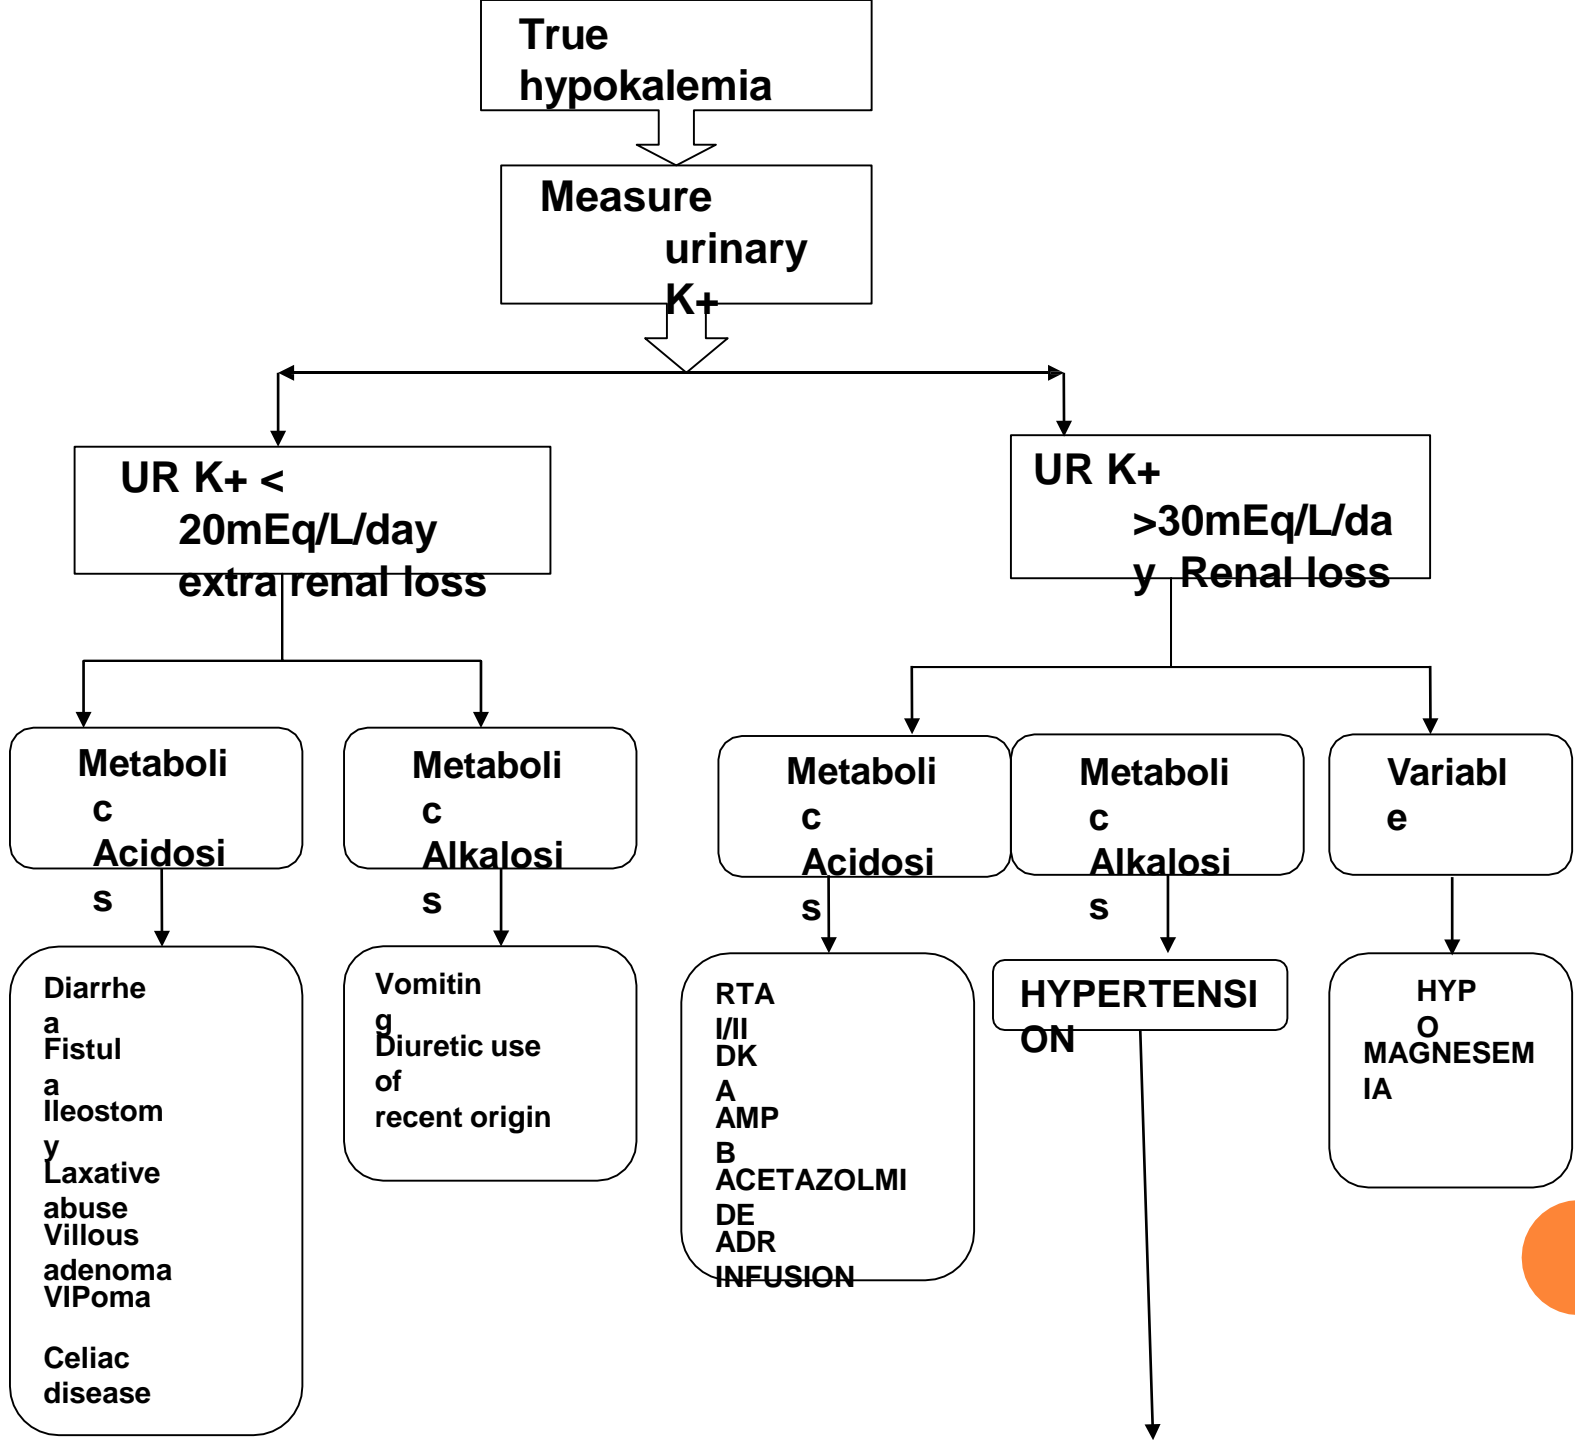 True
hypokalemia
Measure
urinary
K+
UR K+ <
20mEq/L/day
extra renal loss
UR K+
>30mEq/L/da
y Renal loss
Metaboli
c
Acidosi
s
Metaboli
c
Alkalosi
s
Metaboli
c
Acidosi
s
Metaboli
c
Alkalosi
s
Variabl
e
Diarrhe
a
Fistul
a
Ileostom
y
Laxative
abuse
Villous
adenoma
VIPoma
Celiac
disease
Vomitin
g
Diuretic use
of
recent origin
RTA
I/II
DK
A
AMP
B
ACETAZOLMI
DE
ADR
INFUSION
HYPERTENSI
ON
HYP
O
MAGNESEM
IA